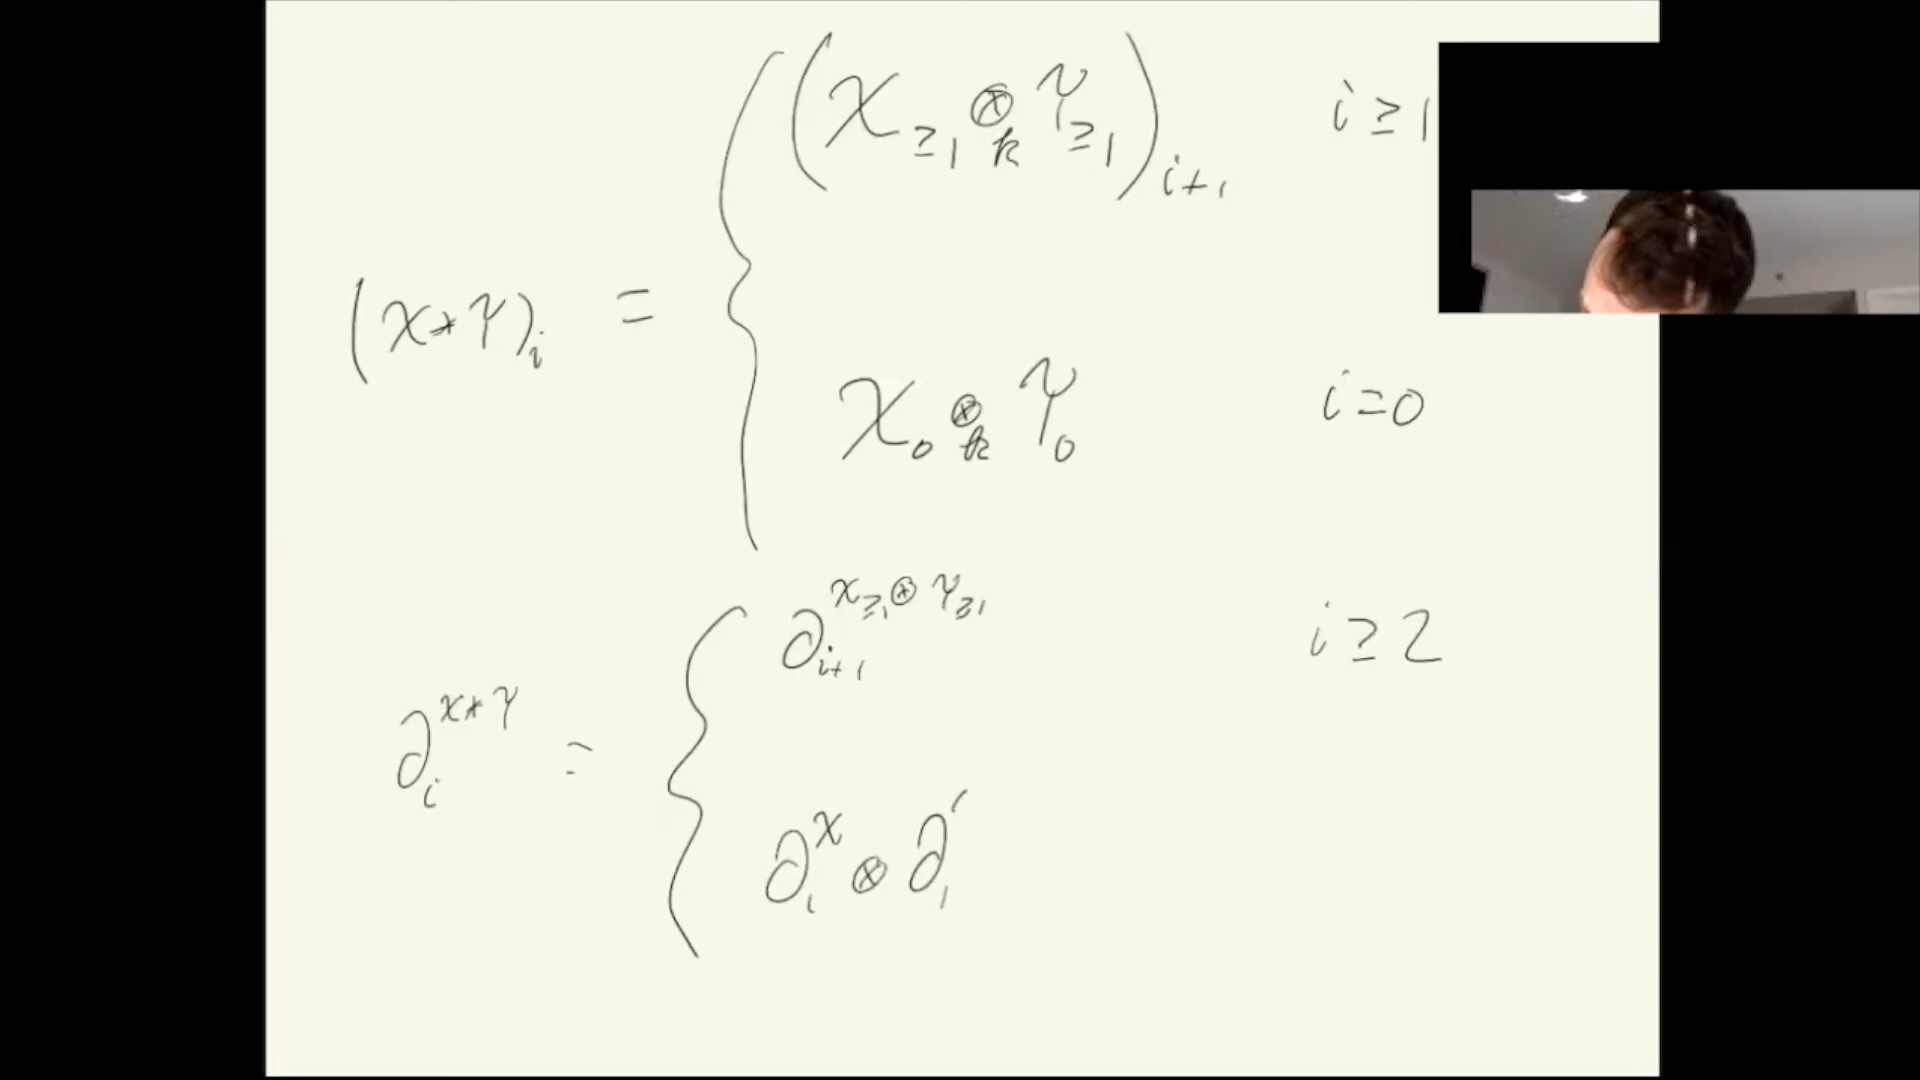 (X_{≥1} ⊗_k Y_{≥1})_{i+1} i ≥ 1
(X * Y)_i =
X_0 ⊗_k Y_0 i = 0
∂_{i+1}^{X_{≥1} ⊗ Y_{≥1}} i ≥ 2
∂_i^{X * Y} =
∂_1^X ⊗ ∂_1^'